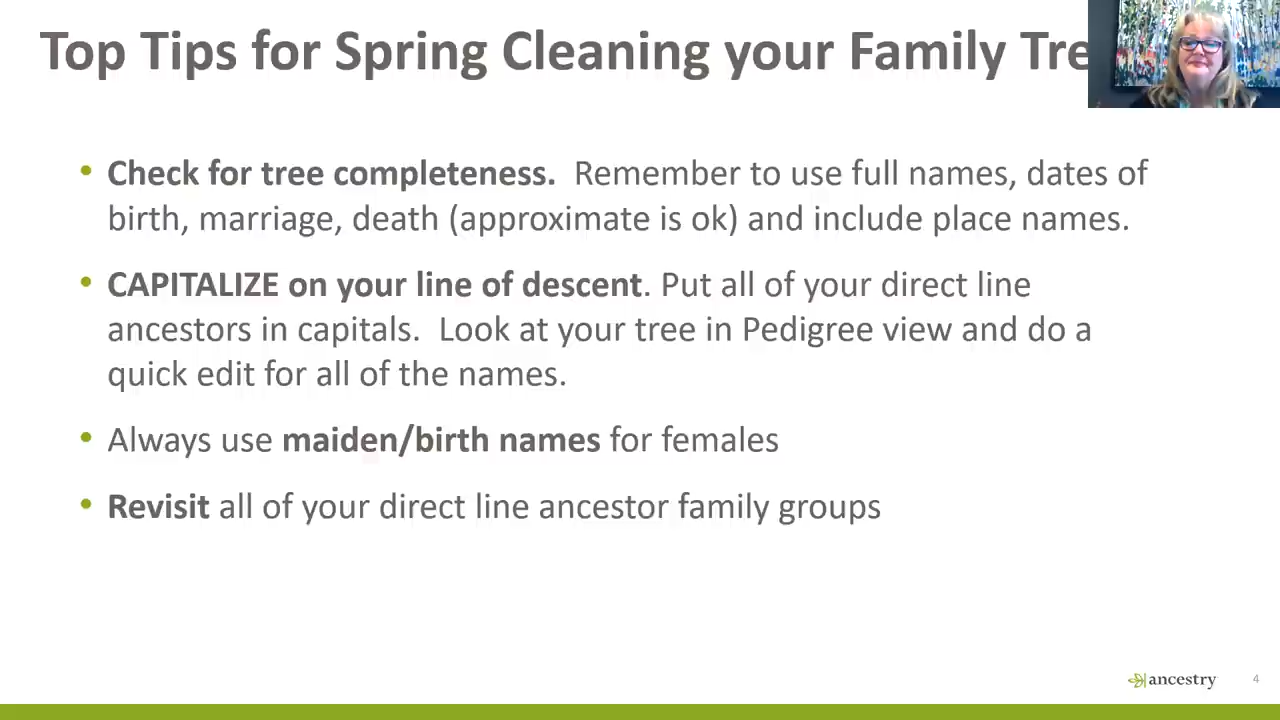 Top Tips for Spring Cleaning your Family Tre
• Check for tree completeness.  Remember to use full names, dates of
birth, marriage, death (approximate is ok) and include place names.
• CAPITALIZE on your line of descent. Put all of your direct line
ancestors in capitals.  Look at your tree in Pedigree view and do a
quick edit for all of the names.
• Always use maiden/birth names for females
• Revisit all of your direct line ancestor family groups
ancestry 4